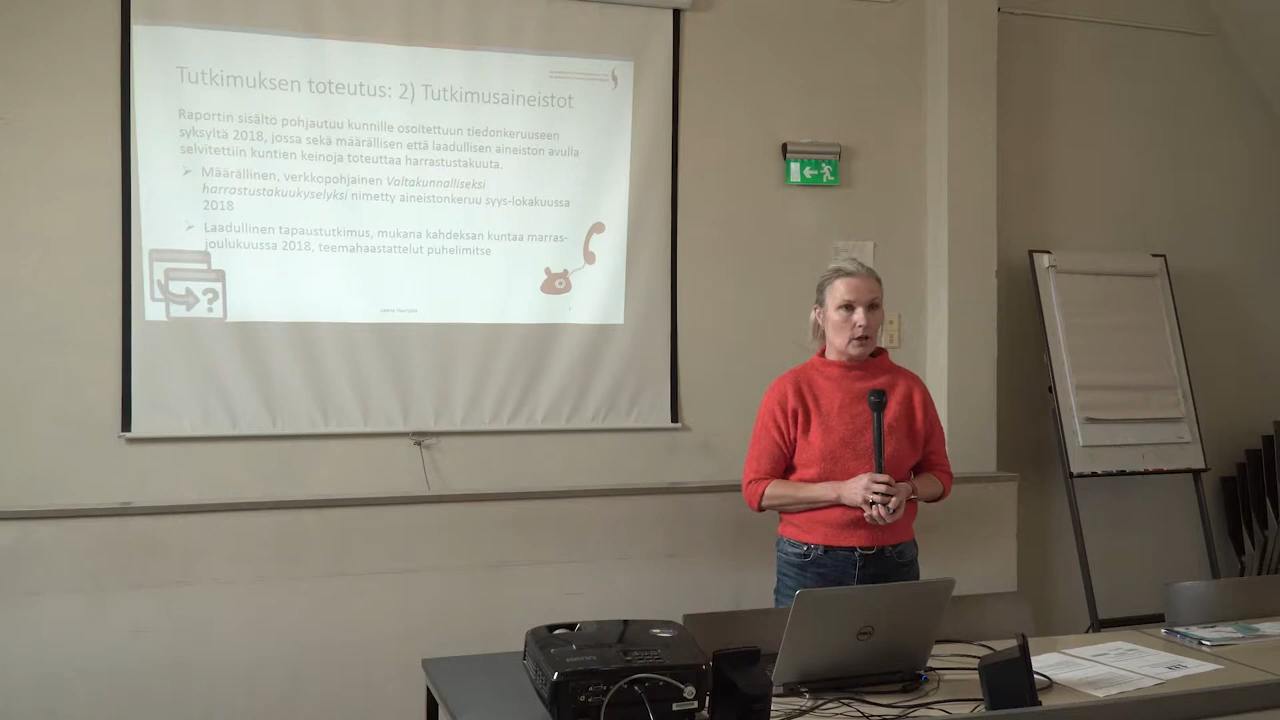 Tutkimuksen toteutus: 2) Tutkimusaineistot
Raportin sisältö pohjautuu kunnille osoitettuun tiedonkeruuseen
syksyltä 2018, jossa sekä määrällisen että laadullisen aineiston avulla
selvitettiin kuntien keinoja toteuttaa harrastustakuuta.
➤ Määrällinen, verkkopohjainen Valtakunnalliseksi
harrastustakuukyselyksi nimetty aineistonkeruu syys-lokakuussa
2018
➤ Laadullinen tapaustutkimus, mukana kahdeksan kuntaa marras-
joulukuussa 2018, teemahaastattelut puhelimitse
?
DELL
BenQ